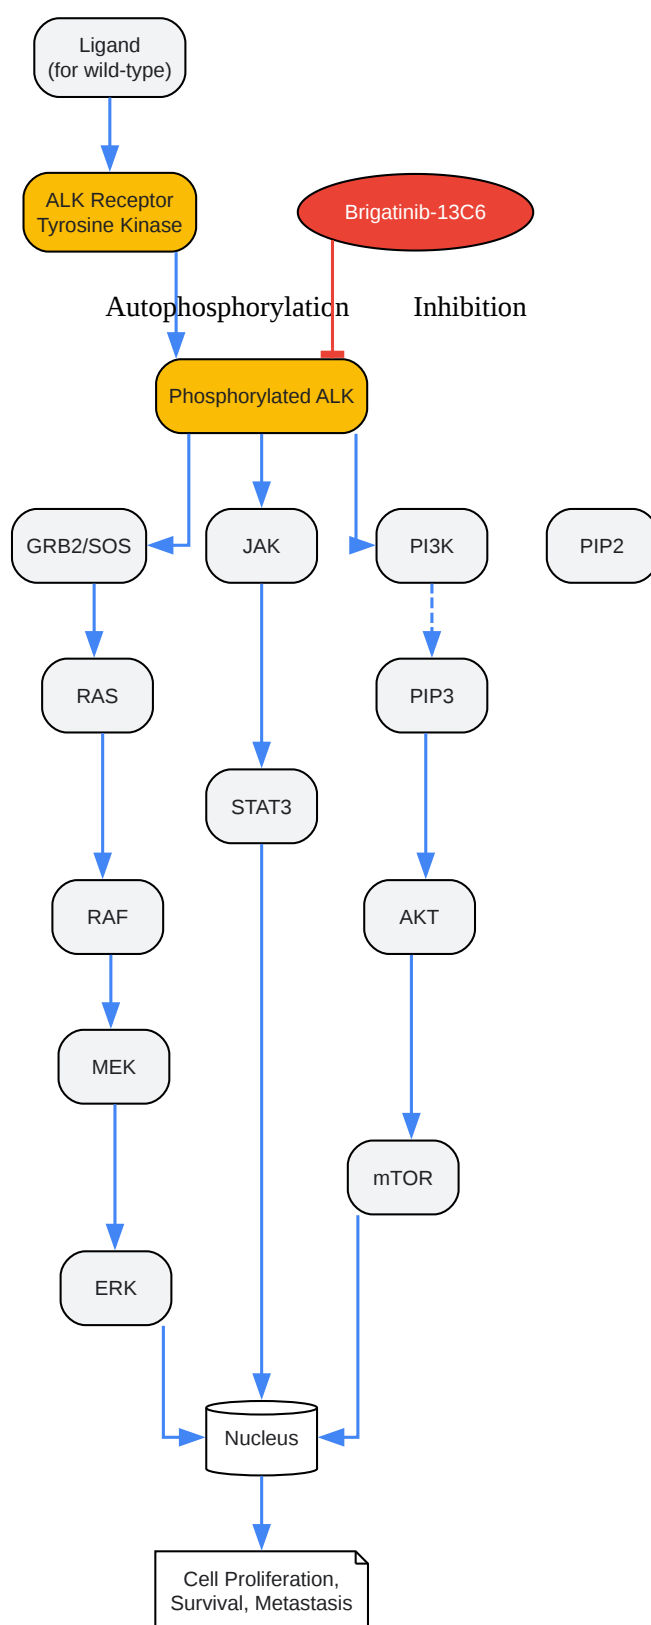 Ligand
(for wild-type)
ALK Receptor
Tyrosine Kinase
Brigatinib-13C6
Autophosphorylation
Inhibition
Phosphorylated ALK
GRB2/SOS
JAK
PI3K
PIP2
RAS
PIP3
STAT3
RAF
AKT
MEK
mTOR
ERK
Nucleus
Cell Proliferation,
Survival, Metastasis